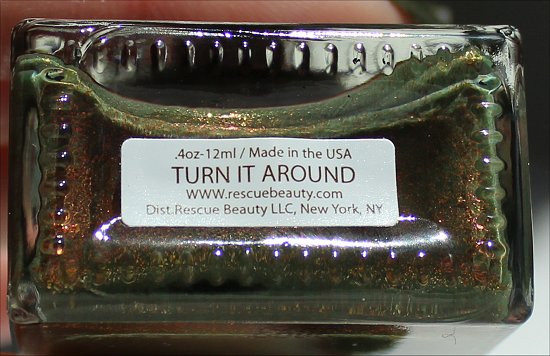 .4oz-12ml / Made in the USA
TURN IT AROUND
www.rescuebeauty.com
Dist.Rescue Beauty LLC, New York, NY